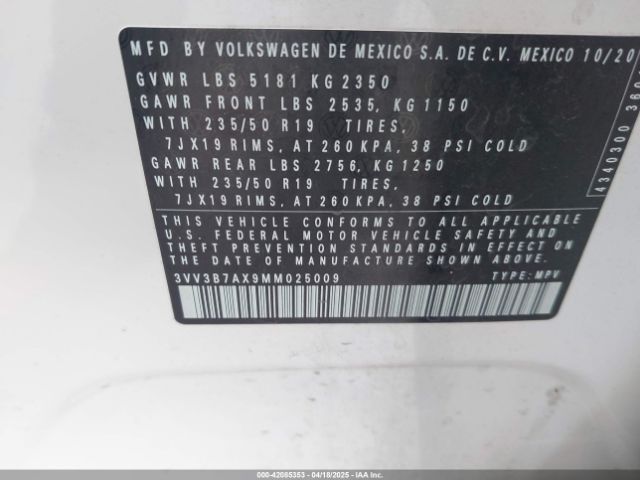 MFD BY VOLKSWAGEN DE MEXICO S.A. DE C.V. MEXICO 10/20
GVWR LBS 5181 KG 2350
GAWR FRONT LBS 2535, KG 1150
WITH 235/50 R19 TIRES,
7JX19 RIMS, AT 260 KPA, 38 PSI COLD
GAWR REAR LBS 2756, KG 1250
WITH 235/50 R19 TIRES,
7JX19 RIMS, AT 260 KPA, 38 PSI COLD
THIS VEHICLE CONFORMS TO ALL APPLICABLE
U.S. FEDERAL MOTOR VEHICLE SAFETY AND
THEFT PREVENTION STANDARDS IN EFFECT ON
THE DATE OF MANUFACTURE SHOWN ABOVE.
3VV3B7AX9MM025009 TYPE: MPV
4340300 360
000-42085353 04/18/2025 Copyright IAA, LLC